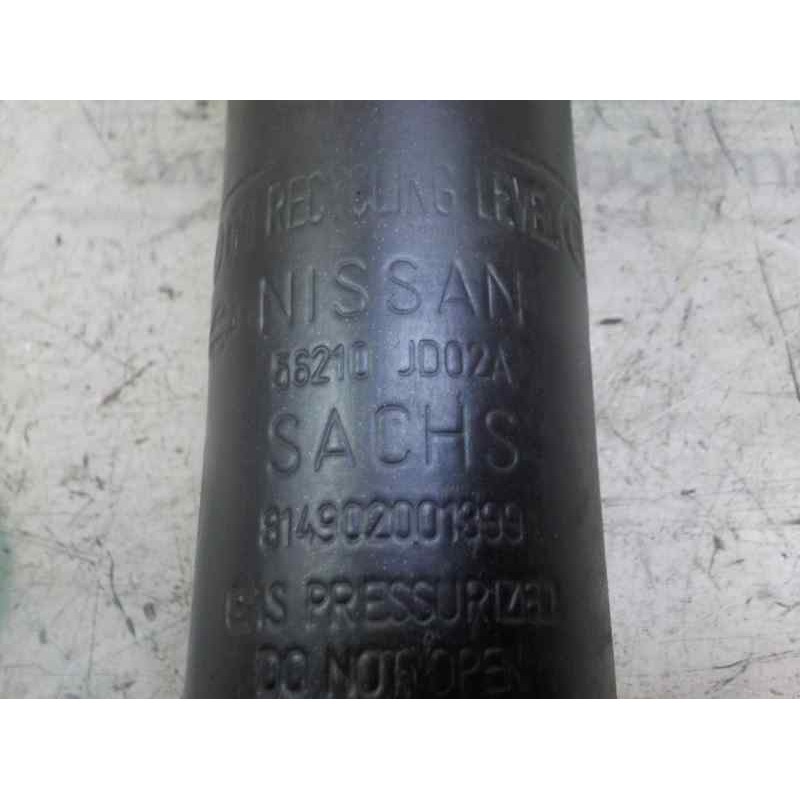 RECYCLING LEVEL
NISSAN
56210 JD02A
SACHS
814902001399
GAS PRESSURIZED
DO NOT OPEN